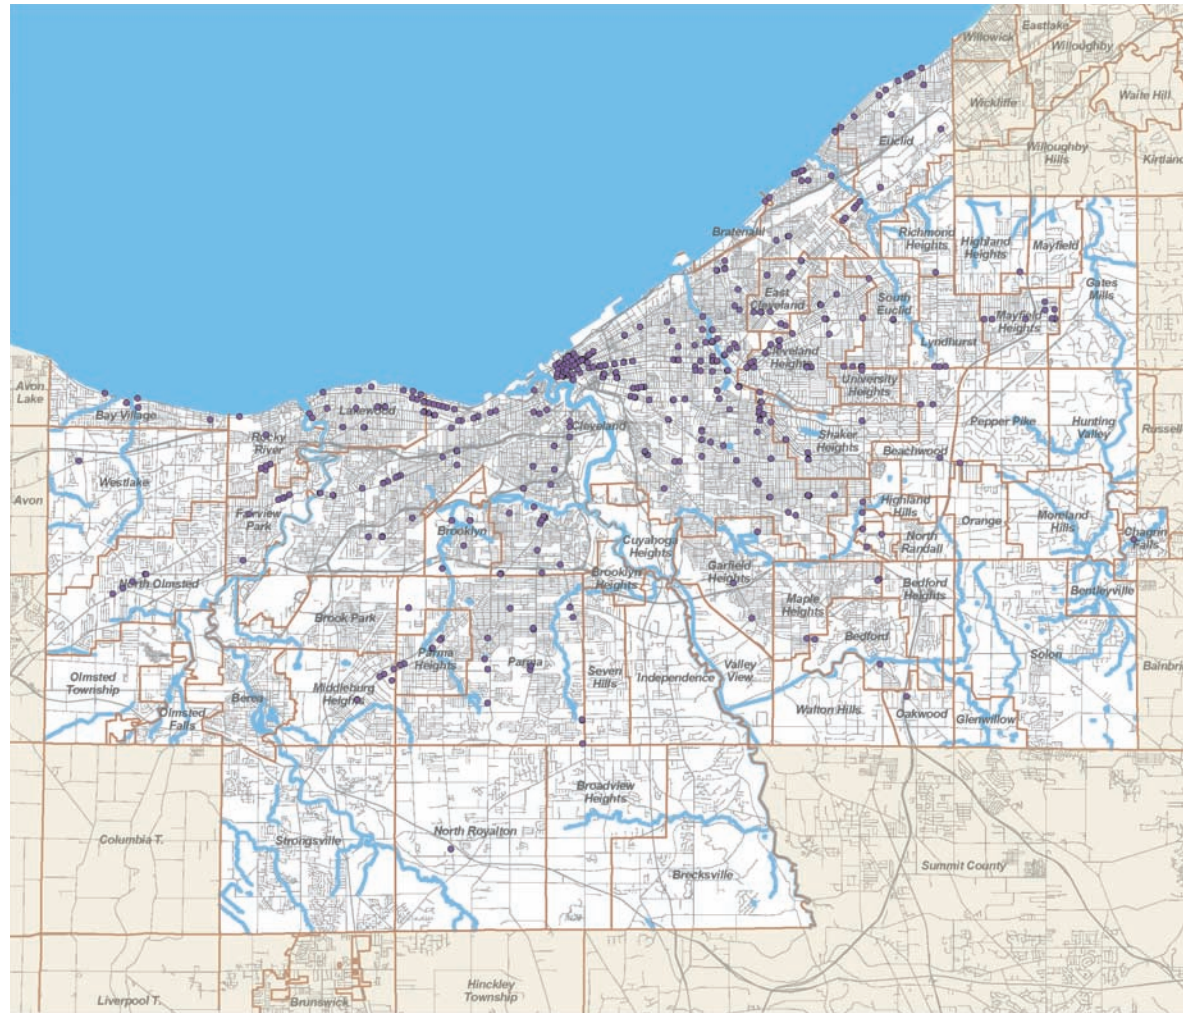 Eastlake
Willowick
Willoughby
Waite Hill
Wickliffe
Euclid
Willoughby
Hills
Kirtland
Bratenahl
Richmond
Heights
Highland
Heights
Mayfield
Gates
Mills
East
Cleveland
South
Euclid
Mayfield
Heights
Lyndhurst
Cleveland
Heights
University
Heights
Avon
Lake
Bay Village
Lakewood
Cleveland
Rocky
River
Shaker
Heights
Pepper Pike
Hunting
Valley
Russell
Beachwood
Westlake
Avon
Fairview
Park
Highland
Hills
Orange
Moreland
Hills
Chagrin
Falls
Brooklyn
Cuyahoga
Heights
North
Randall
Garfield
Heights
Brooklyn
Heights
North Olmsted
Bedford
Heights
Bentleyville
Maple
Heights
Brook Park
Bedford
Solon
Parma
Heights
Parma
Seven
Hills
Independence
Valley
View
Bainbri
Olmsted
Township
Berea
Middleburg
Heights
Olmsted
Falls
Walton Hills
Oakwood
Glenwillow
Broadview
Heights
Columbia T.
Strongsville
North Royalton
Brecksville
Summit County
Hinckley
Township
Liverpool T.
Brunswick